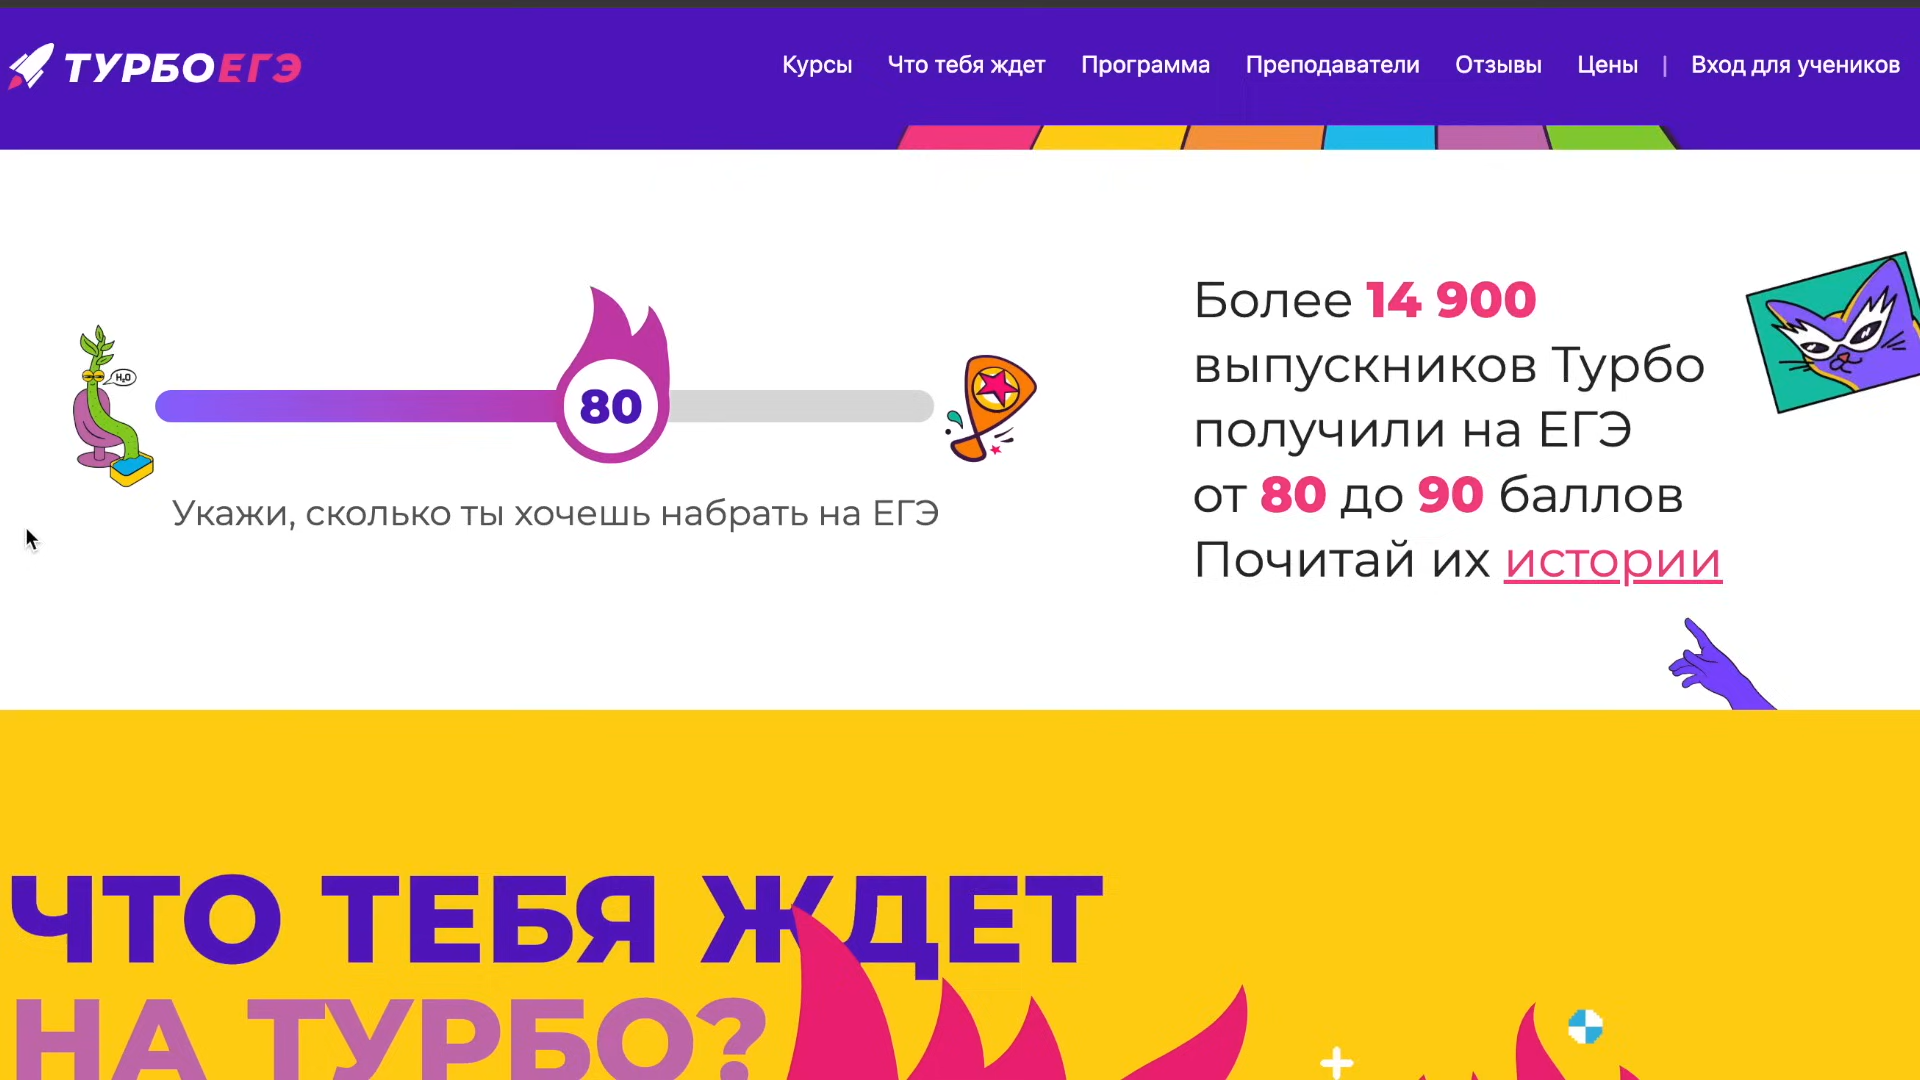 ТУРБОЕГЭ
Курсы Что тебя ждет Программа Преподаватели Отзывы Цены | Вход для учеников
H₂O
80
Укажи, сколько ты хочешь набрать на ЕГЭ
Более 14 900
выпускников Турбо
получили на ЕГЭ
от 80 до 90 баллов
Почитай их истории
ЧТО ТЕБЯ ЖДЕТ
НА ТУРБО?